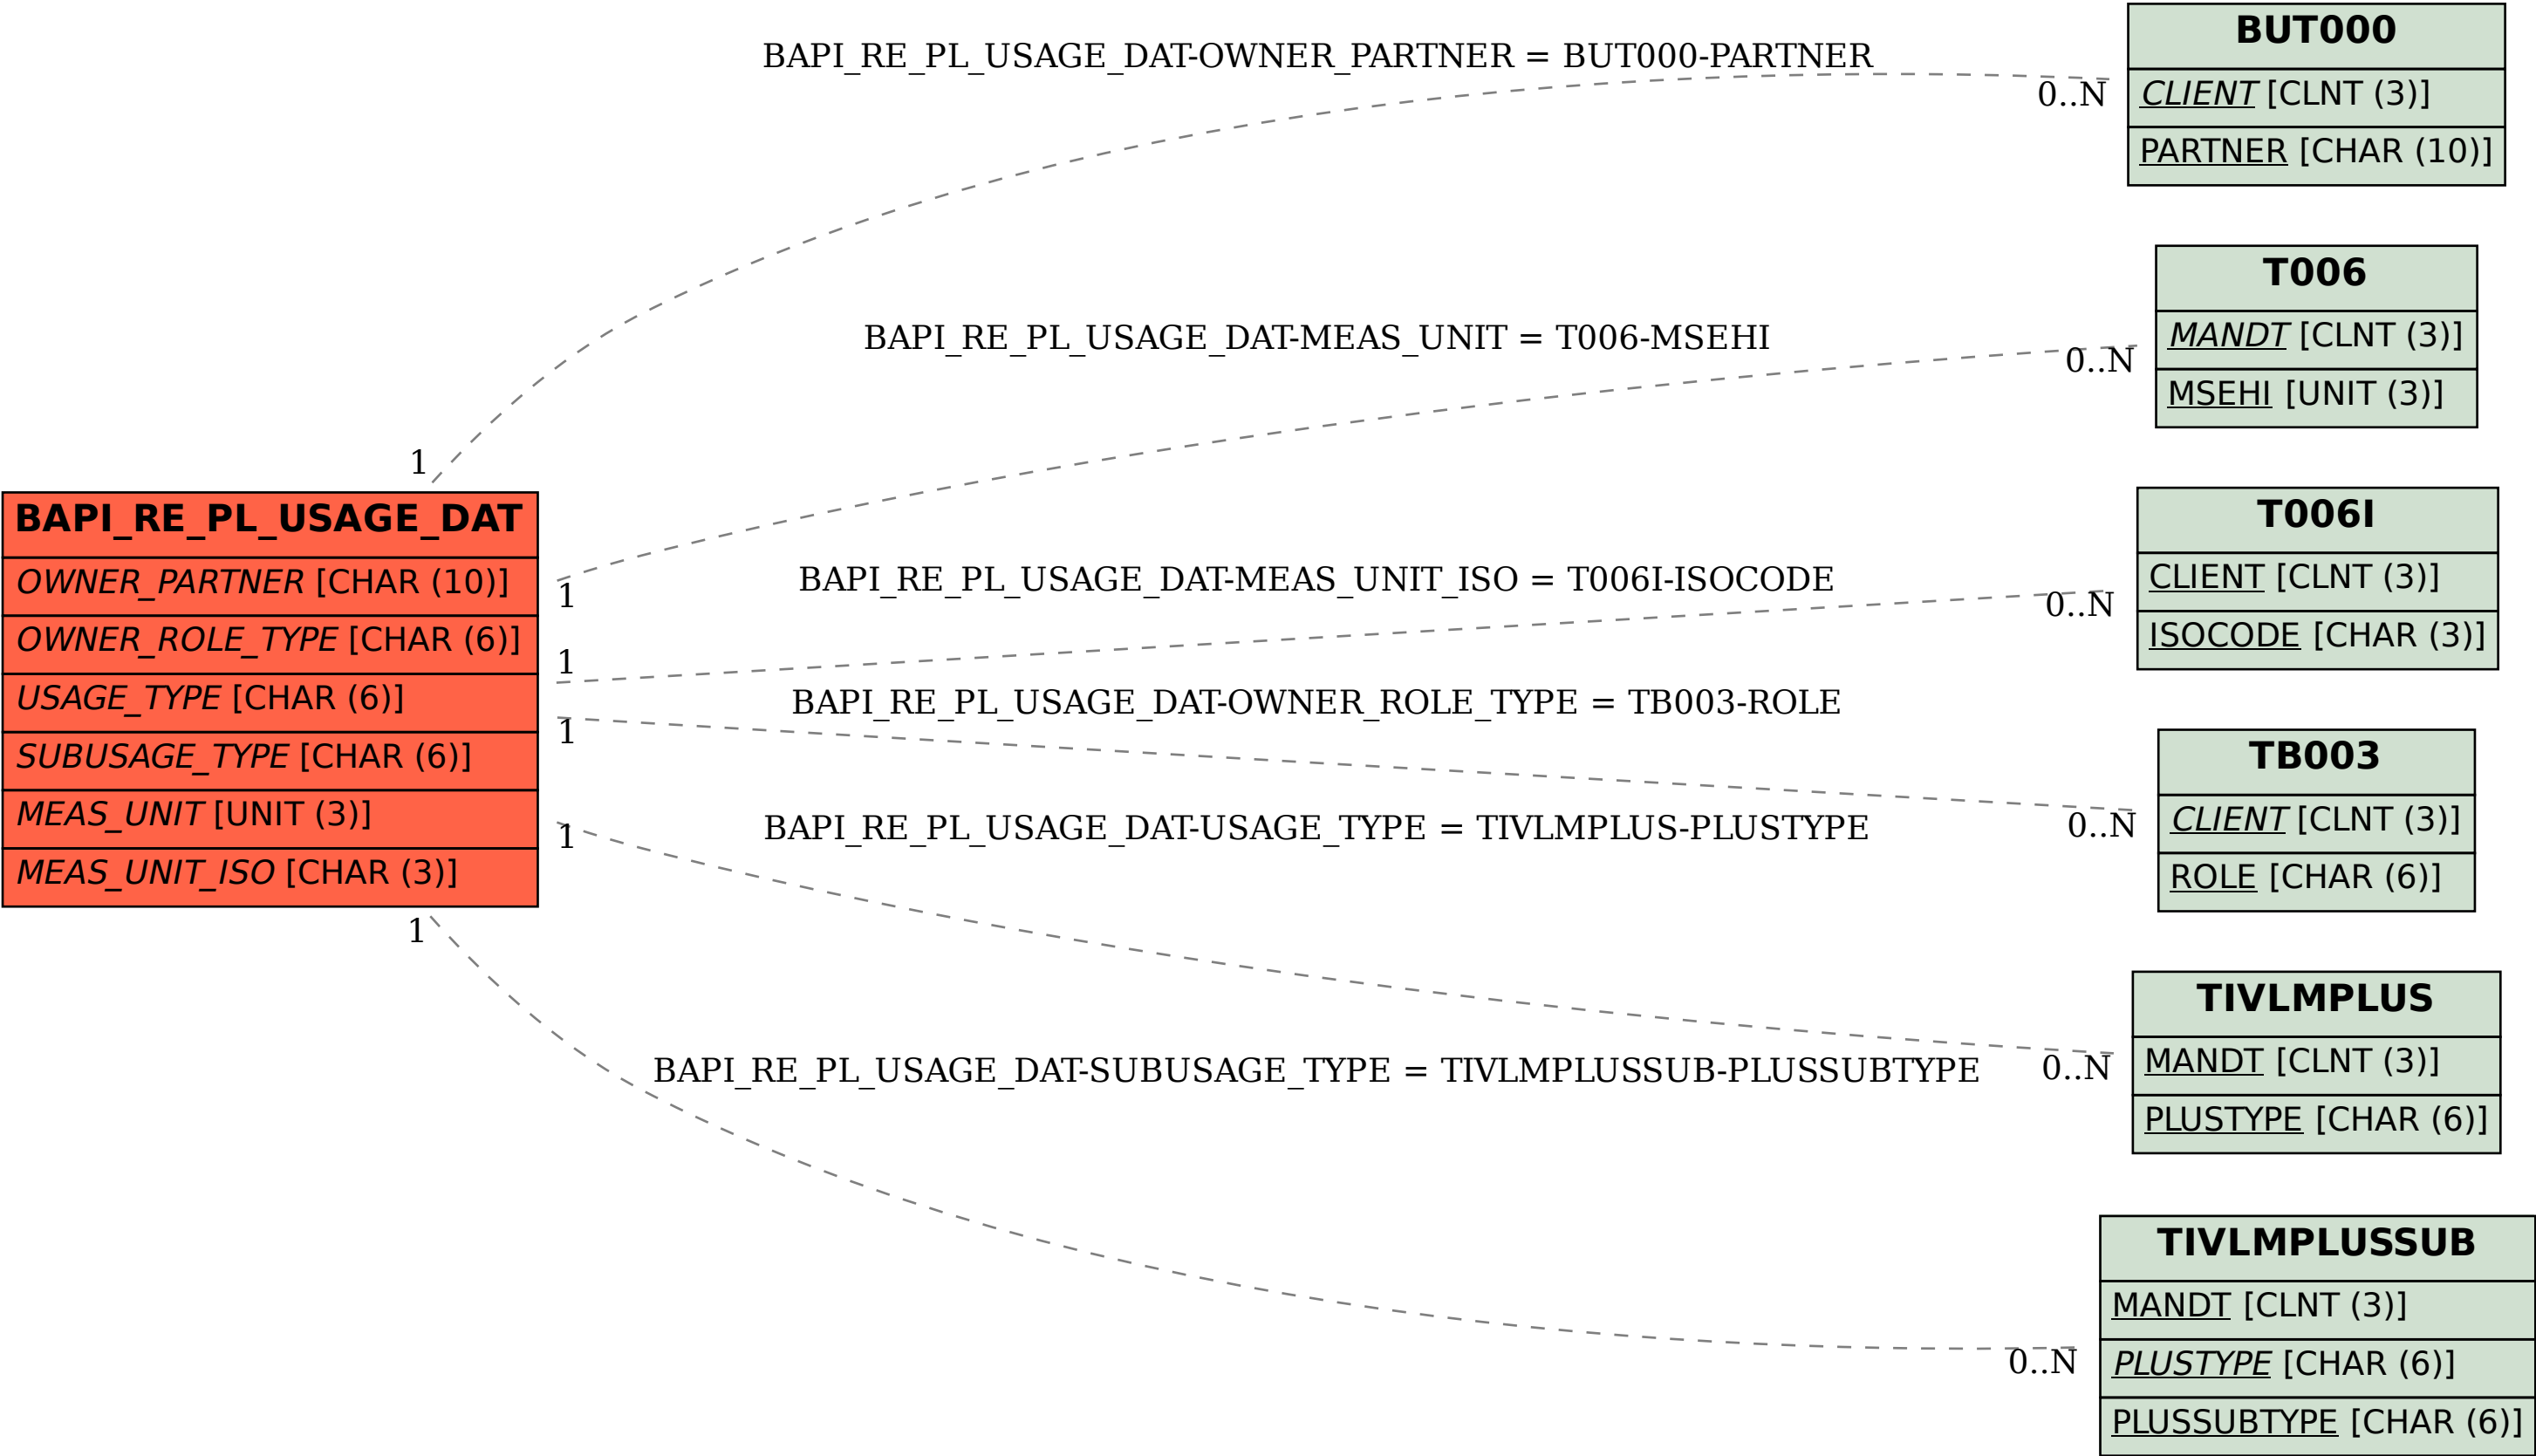 BAPI_RE_PL_USAGE_DAT
OWNER_PARTNER [CHAR (10)]
OWNER_ROLE_TYPE [CHAR (6)]
USAGE_TYPE [CHAR (6)]
SUBUSAGE_TYPE [CHAR (6)]
MEAS_UNIT [UNIT (3)]
MEAS_UNIT_ISO [CHAR (3)]
BAPI_RE_PL_USAGE_DAT-OWNER_PARTNER = BUT000-PARTNER
1
0..N
BUT000
CLIENT [CLNT (3)]
PARTNER [CHAR (10)]
BAPI_RE_PL_USAGE_DAT-MEAS_UNIT = T006-MSEHI
1
0..N
T006
MANDT [CLNT (3)]
MSEHI [UNIT (3)]
BAPI_RE_PL_USAGE_DAT-MEAS_UNIT_ISO = T006I-ISOCODE
1
0..N
T006I
CLIENT [CLNT (3)]
ISOCODE [CHAR (3)]
BAPI_RE_PL_USAGE_DAT-OWNER_ROLE_TYPE = TB003-ROLE
1
0..N
TB003
CLIENT [CLNT (3)]
ROLE [CHAR (6)]
BAPI_RE_PL_USAGE_DAT-USAGE_TYPE = TIVLMPLUS-PLUSTYPE
1
0..N
TIVLMPLUS
MANDT [CLNT (3)]
PLUSTYPE [CHAR (6)]
BAPI_RE_PL_USAGE_DAT-SUBUSAGE_TYPE = TIVLMPLUSSUB-PLUSSUBTYPE
1
0..N
TIVLMPLUSSUB
MANDT [CLNT (3)]
PLUSTYPE [CHAR (6)]
PLUSSUBTYPE [CHAR (6)]